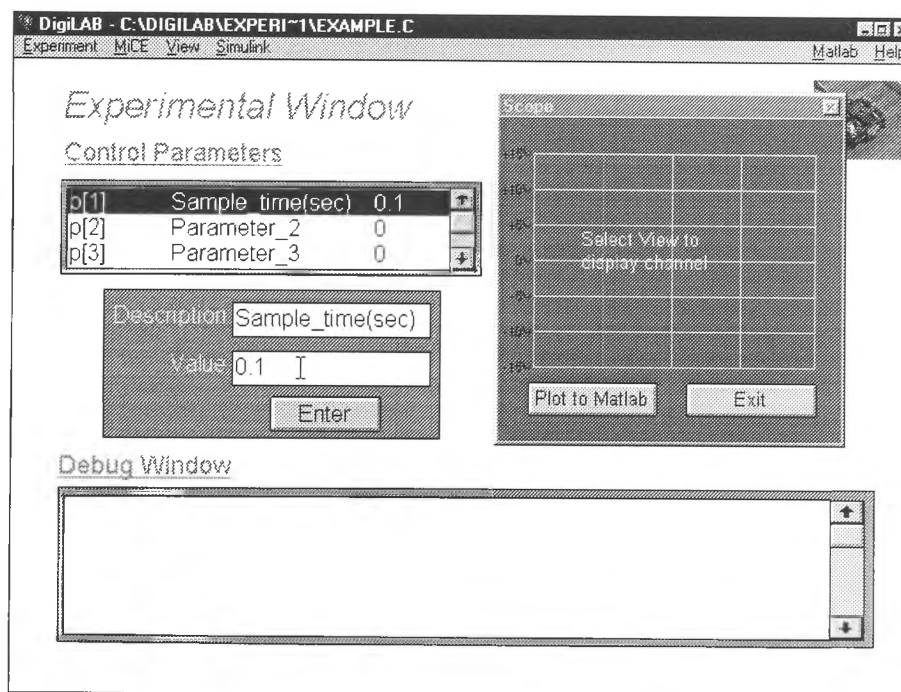 DigiLAB - C:\DIGILAB\EXPERI~1\EXAMPLE.C
Experiment MiCE View Simulink Matlab Help
Experimental Window
Control Parameters
p[1] Sample_time(sec) 0.1
p[2] Parameter_2 0
p[3] Parameter_3 0
Description Sample_time(sec)
Value 0.1
Enter
Scope
Select View to
display channel
Plot to Matlab Exit
Debug Window